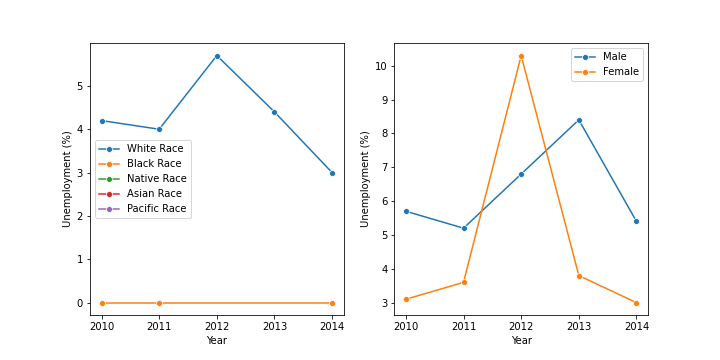 Unemployment (%)
5
4
3
2
1
0
White Race
Black Race
Native Race
Asian Race
Pacific Race
2010 2011 2012 2013 2014
Year
Unemployment (%)
10
9
8
7
6
5
4
3
Male
Female
2010 2011 2012 2013 2014
Year